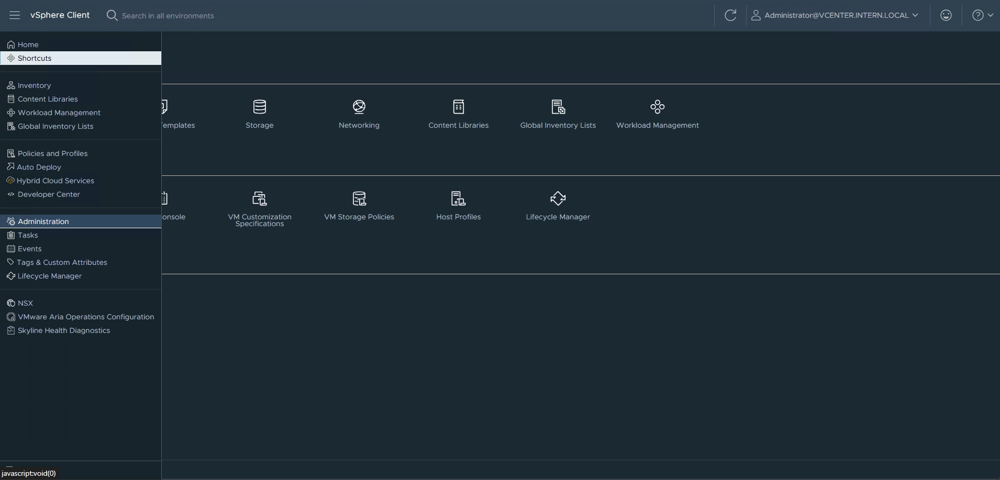 vSphere Client
Search in all environments
Administrator@VCENTER.INTERN.LOCAL
Home
Shortcuts
Inventory
Content Libraries
Workload Management
Global Inventory Lists
Policies and Profiles
Auto Deploy
Hybrid Cloud Services
Developer Center
Administration
Tasks
Events
Tags & Custom Attributes
Lifecycle Manager
NSX
VMware Aria Operations Configuration
Skyline Health Diagnostics
javascript:void(0)
emplates
Storage
Networking
Content Libraries
Global Inventory Lists
Workload Management
onsole
VM Customization
Specifications
VM Storage Policies
Host Profiles
Lifecycle Manager